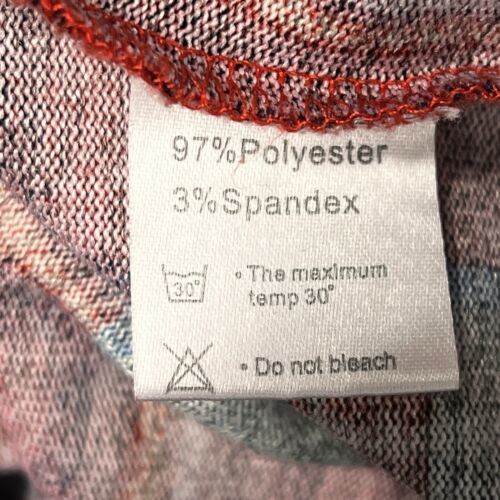 97%Polyester
3%Spandex
30°
• The maximum
temp 30°
• Do not bleach